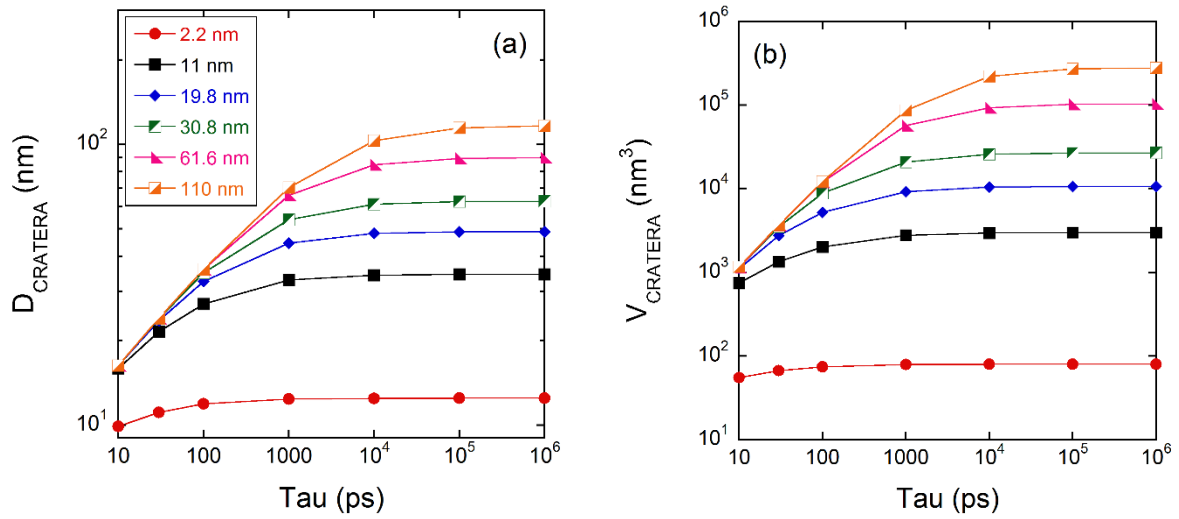 (a)
2.2 nm
11 nm
19.8 nm
30.8 nm
61.6 nm
110 nm
D_CRATERA (nm)
10²
10¹
10 100 1000 10⁴ 10⁵ 10⁶
Tau (ps)
(b)
V_CRATERA (nm³)
10⁶
10⁵
10⁴
10³
10²
10¹
10 100 1000 10⁴ 10⁵ 10⁶
Tau (ps)